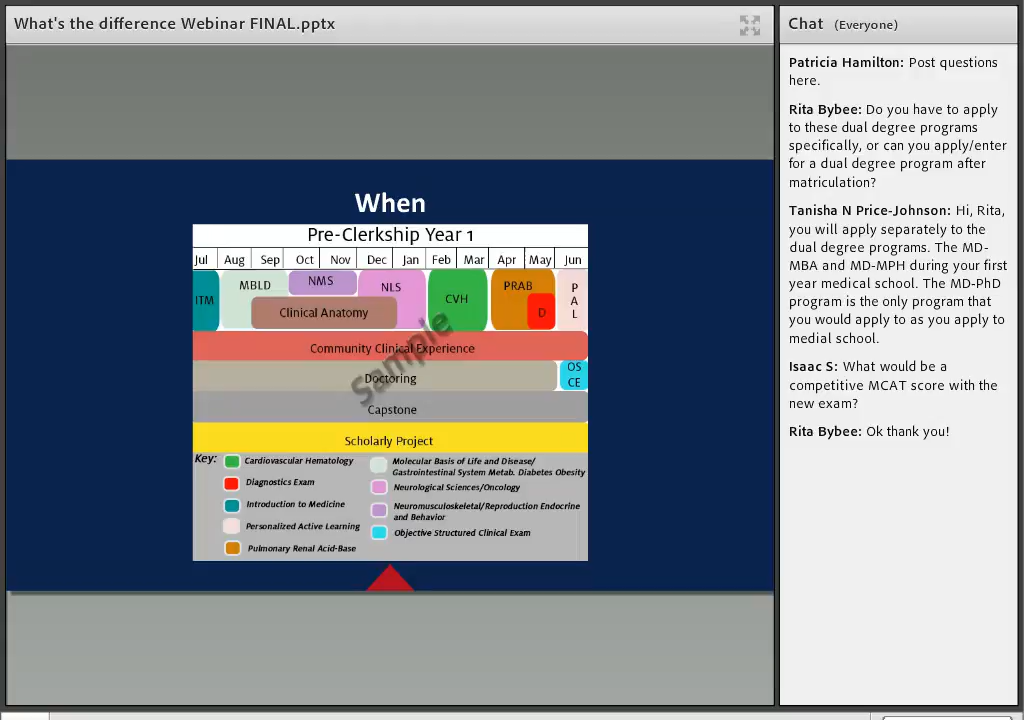 What's the difference Webinar FINAL.pptx
When
Pre-Clerkship Year 1
Jul Aug Sep Oct Nov Dec Jan Feb Mar Apr May Jun
ITM
MBLD
NMS
NLS
CVH
PRAB
D
P
A
L
Clinical Anatomy
Community Clinical Experience
Doctoring
OS
CE
Capstone
Scholarly Project
Sample
Key:
Cardiovascular Hematology
Diagnostics Exam
Introduction to Medicine
Personalized Active Learning
Pulmonary Renal Acid-Base
Molecular Basis of Life and Disease/
Gastrointestinal System Metab. Diabetes Obesity
Neurological Sciences/Oncology
Neuromusculoskeletal/Reproduction Endocrine
and Behavior
Objective Structured Clinical Exam
Chat (Everyone)
Patricia Hamilton: Post questions
here.
Rita Bybee: Do you have to apply
to these dual degree programs
specifically, or can you apply/enter
for a dual degree program after
matriculation?
Tanisha N Price-Johnson: Hi, Rita,
you will apply separately to the
dual degree programs. The MD-
MBA and MD-MPH during your first
year medical school. The MD-PhD
program is the only program that
you would apply to as you apply to
medial school.
Isaac S: What would be a
competitive MCAT score with the
new exam?
Rita Bybee: Ok thank you!